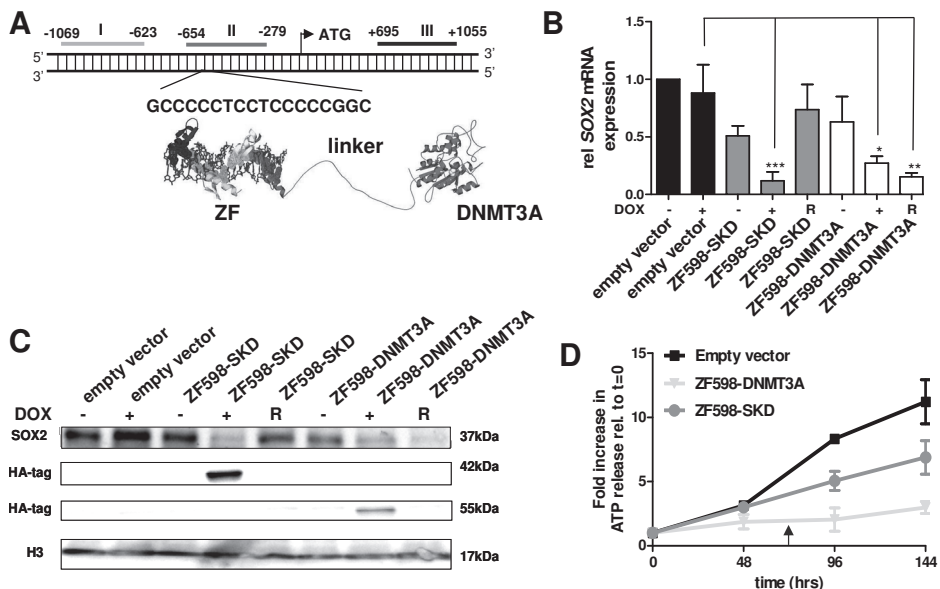 A
-1069 I -623 -654 II -279 ATG +695 III +1055
5' 3'
3' 5'
GCCCCCTCCTCCCCCGGC
linker
ZF DNMT3A
B
rel SOX2 mRNA
expression
1.5
1.0
0.5
0.0
*** * **
DOX - + - + R - + R
empty vector
empty vector
ZF598-SKD
ZF598-SKD
ZF598-SKD
ZF598-DNMT3A
ZF598-DNMT3A
ZF598-DNMT3A
C
empty vector
empty vector
ZF598-SKD
ZF598-SKD
ZF598-SKD
ZF598-DNMT3A
ZF598-DNMT3A
ZF598-DNMT3A
DOX - + - + R - + R
SOX2 37kDa
HA-tag 42kDa
HA-tag 55kDa
H3 17kDa
D
Fold increase in
ATP release rel. to t=0
15
10
5
0
Empty vector
ZF598-DNMT3A
ZF598-SKD
0 48 96 144
time (hrs)